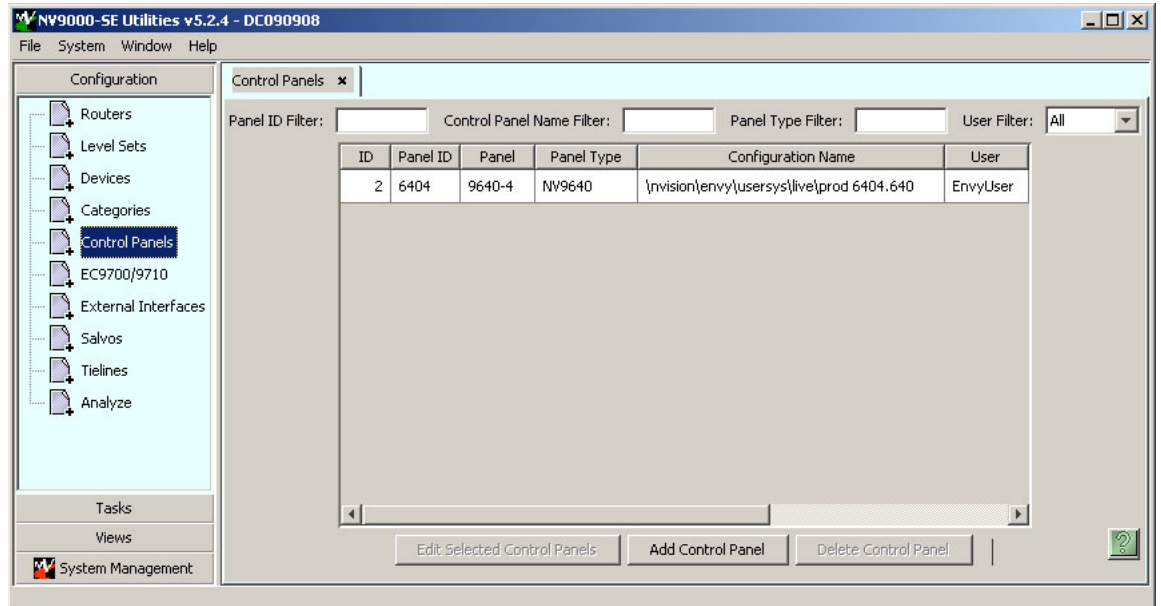 NV9000-SE Utilities v5.2.4 - DC090908
File System Window Help
Configuration
Routers
Level Sets
Devices
Categories
Control Panels
EC9700/9710
External Interfaces
Salvos
Tielines
Analyze
Tasks
Views
System Management
Control Panels
Panel ID Filter: Control Panel Name Filter: Panel Type Filter: User Filter: All
ID Panel ID Panel Panel Type Configuration Name User
2 6404 9640-4 NV9640 \nvision\envy\usersys\live\prod 6404.640 EnvyUser
Edit Selected Control Panels Add Control Panel Delete Control Panel
?